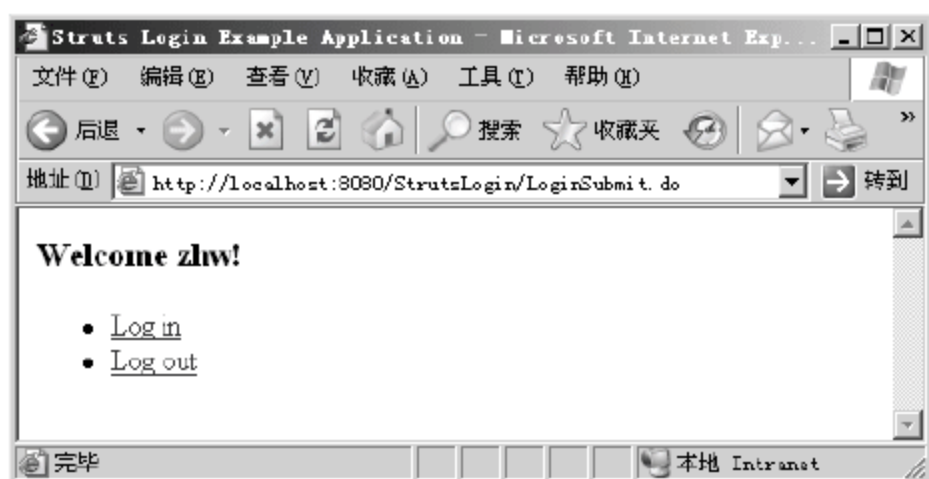 Struts Login Example Application - Microsoft Internet Exp...
文件(F) 编辑(E) 查看(V) 收藏(A) 工具(T) 帮助(H)
后退 搜索 收藏夹 »
地址(D) http://localhost:8080/StrutsLogin/LoginSubmit.do 转到
Welcome zhw!
• Log in
• Log out
完毕 本地 Intranet